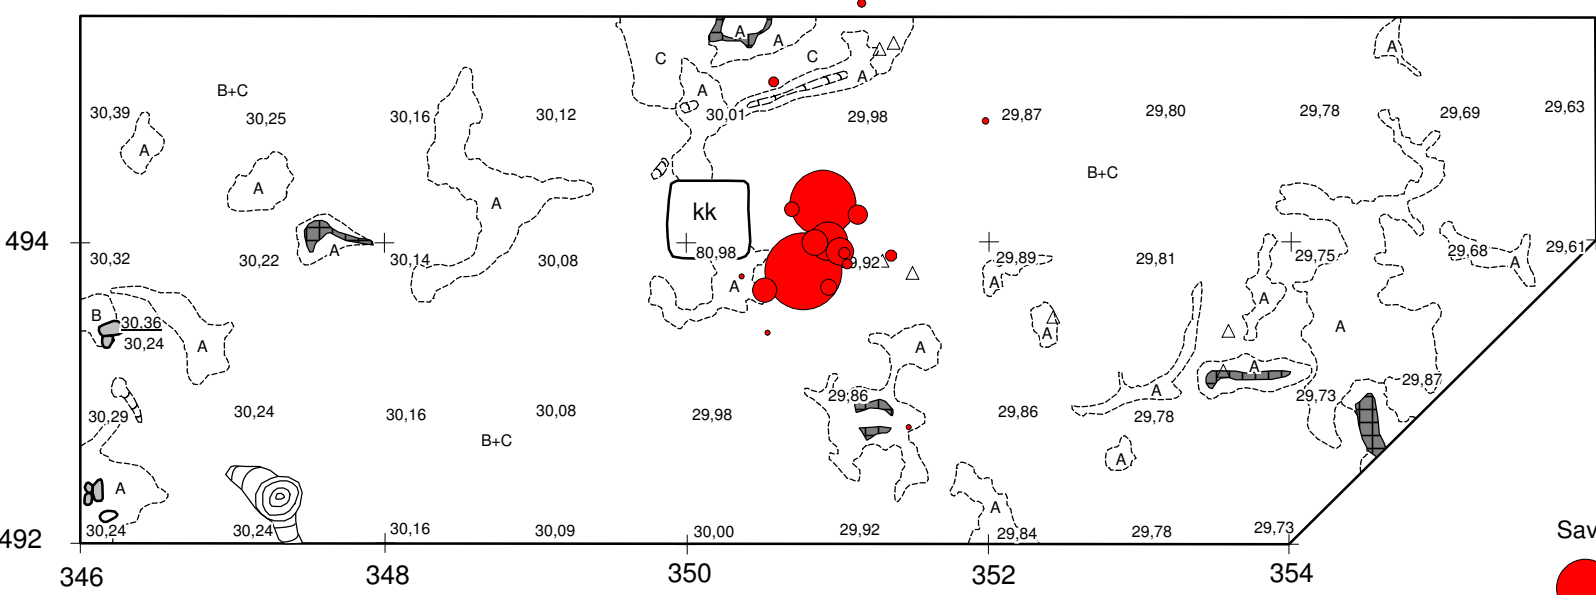 A A
C C
A A
B+C
30,39 30,25 30,16 30,12 30,01 29,98 29,87 29,80 29,78 29,69 29,63
A
A A B+C
kk
494
A 80,98
30,32 30,22 30,14 30,08 9,92 29,89 29,81 29,75 29,68 29,61
A A A A
B 30,36
30,24 A A A A
A A
29,86 29,87
30,29 30,24 30,16 30,08 29,98 29,86 29,78 29,73
B+C
A
A A
30,24 30,24 30,16 30,09 30,00 29,92 29,84 29,78 29,73
492 Sav
346 348 350 352 354